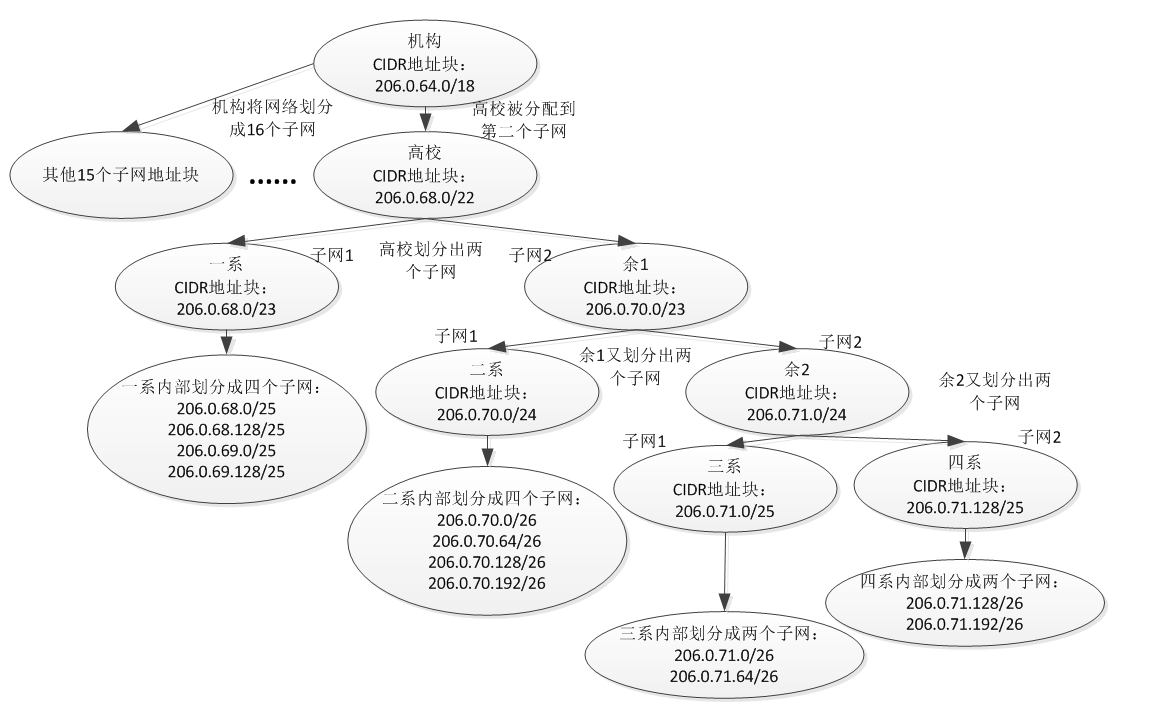 机构
CIDR地址块：
206.0.64.0/18
机构将网络划分
成16个子网
高校被分配到
第二个子网
其他15个子网地址块
......
高校
CIDR地址块：
206.0.68.0/22
子网1
高校划分出两
个子网
子网2
一系
CIDR地址块：
206.0.68.0/23
余1
CIDR地址块：
206.0.70.0/23
子网1
余1又划分出两
个子网
子网2
一系内部划分成四个子网：
206.0.68.0/25
206.0.68.128/25
206.0.69.0/25
206.0.69.128/25
二系
CIDR地址块：
206.0.70.0/24
余2
CIDR地址块：
206.0.71.0/24
余2又划分出两
个子网
子网1
子网2
二系内部划分成四个子网：
206.0.70.0/26
206.0.70.64/26
206.0.70.128/26
206.0.70.192/26
三系
CIDR地址块：
206.0.71.0/25
四系
CIDR地址块：
206.0.71.128/25
四系内部划分成两个子网：
206.0.71.128/26
206.0.71.192/26
三系内部划分成两个子网：
206.0.71.0/26
206.0.71.64/26